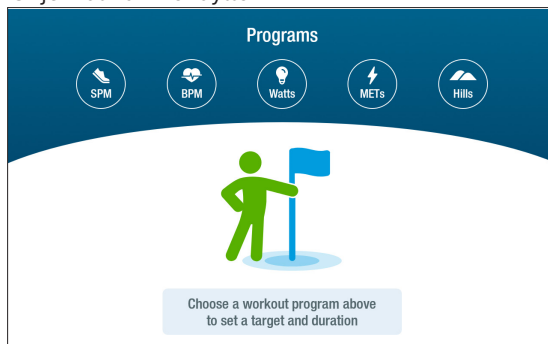 Programs
SPM
BPM
Watts
METs
Hills
Choose a workout program above
to set a target and duration